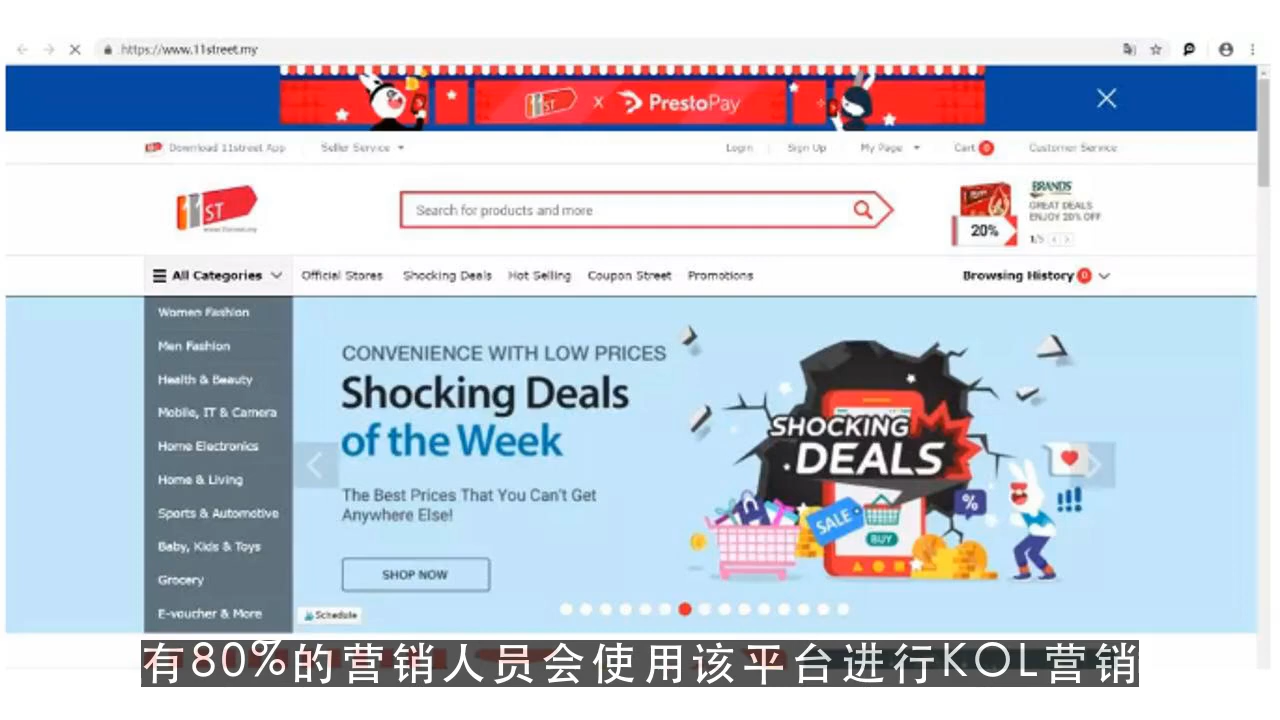 https://www.11street.my
11ST X PrestoPay
Download 11street App Seller Service Login Sign Up My Page Cart 0 Customer Service
11ST
www.11street.my
Search for products and more
20%
BRANDS
GREAT DEALS
ENJOY 20% OFF
1/5
All Categories Official Stores Shocking Deals Hot Selling Coupon Street Promotions Browsing History 0
Women Fashion
Men Fashion
Health & Beauty
Mobile, IT & Camera
Home Electronics
Home & Living
Sports & Automotive
Baby, Kids & Toys
Grocery
E-voucher & More
CONVENIENCE WITH LOW PRICES
Shocking Deals
of the Week
The Best Prices That You Can't Get
Anywhere Else!
SHOP NOW
SHOCKING
DEALS
SALE
%
BUY
Schedule
有80%的营销人员会使用该平台进行KOL营销